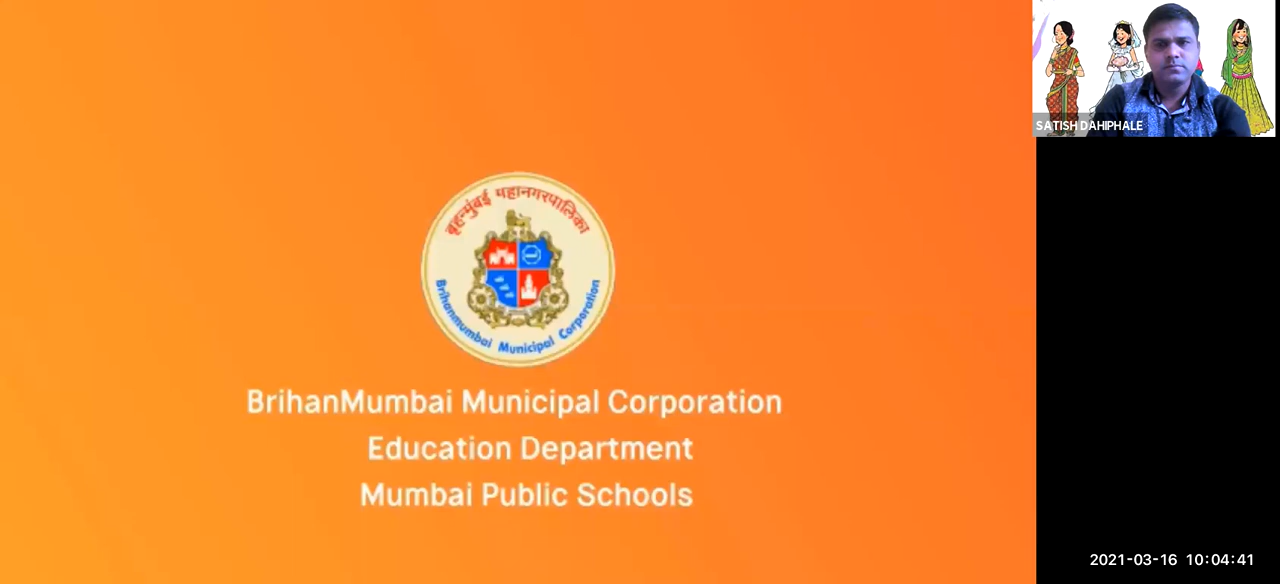 बृहन्मुंबई महानगरपालिका
Brihanmumbai Municipal Corporation
BrihanMumbai Municipal Corporation
Education Department
Mumbai Public Schools
SATISH DAHIPHALE
2021-03-16 10:04:41